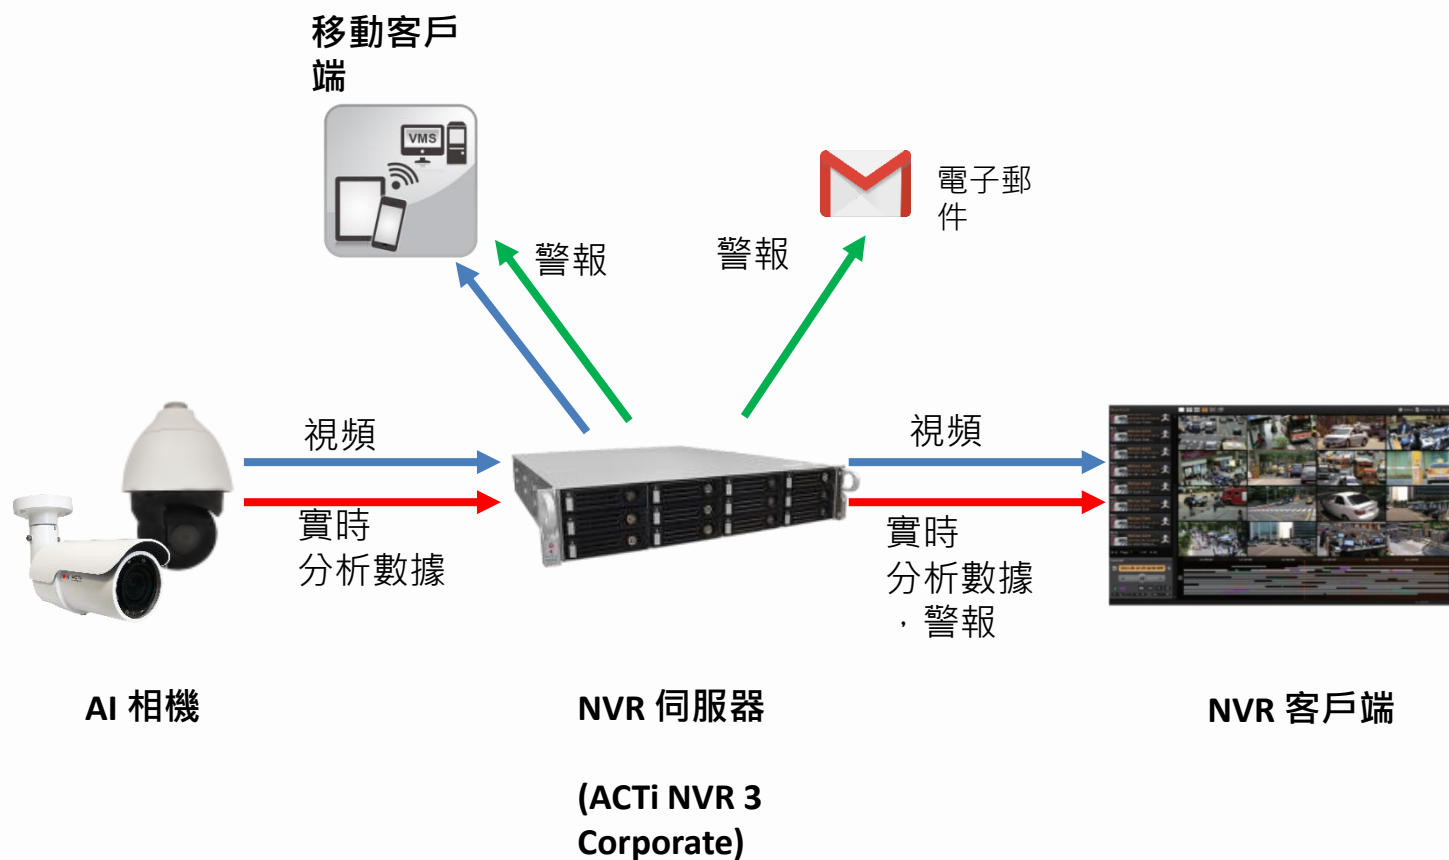 移動客戶
端
VMS
電子郵
件
警報
警報
視頻
視頻
實時
分析數據
實時
分析數據
，警報
AI 相機
NVR 伺服器
NVR 客戶端
(ACTi NVR 3
Corporate)